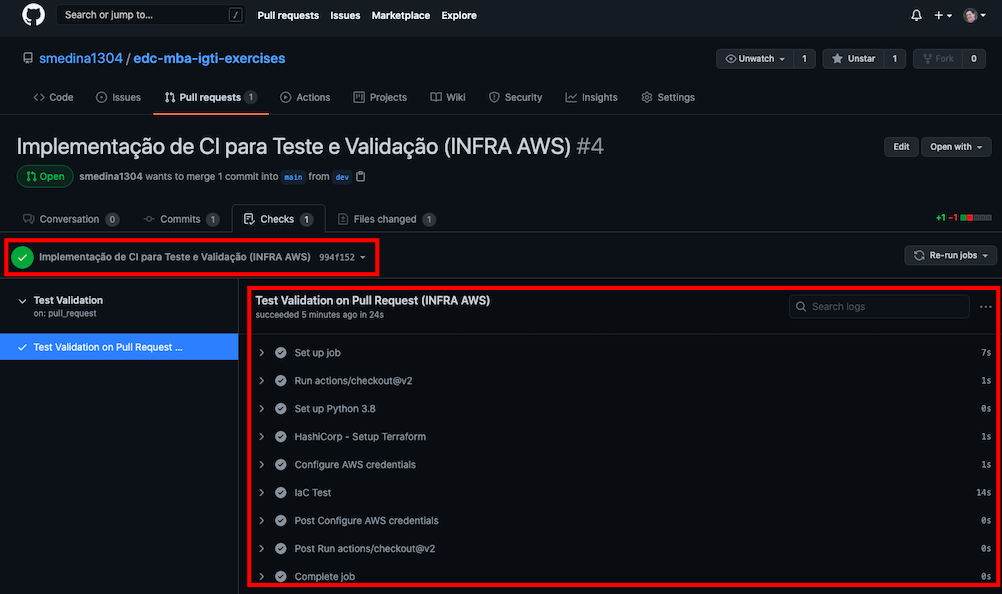 Search or jump to... / Pull requests Issues Marketplace Explore
smedina1304 / edc-mba-igti-exercises Unwatch 1 Unstar 1 Fork 0
Code Issues Pull requests 1 Actions Projects Wiki Security Insights Settings
Implementação de CI para Teste e Validação (INFRA AWS) #4 Edit Open with
Open smedina1304 wants to merge 1 commit into main from dev
Conversation 0 Commits 1 Checks 1 Files changed 1 +1 −1
Implementação de CI para Teste e Validação (INFRA AWS) 994f152 Re-run jobs
Test Validation
on: pull_request
Test Validation on Pull Request ...
Test Validation on Pull Request (INFRA AWS)
succeeded 5 minutes ago in 24s
Search logs
Set up job 7s
Run actions/checkout@v2 1s
Set up Python 3.8 0s
HashiCorp - Setup Terraform 1s
Configure AWS credentials 1s
IaC Test 14s
Post Configure AWS credentials 0s
Post Run actions/checkout@v2 0s
Complete job 0s